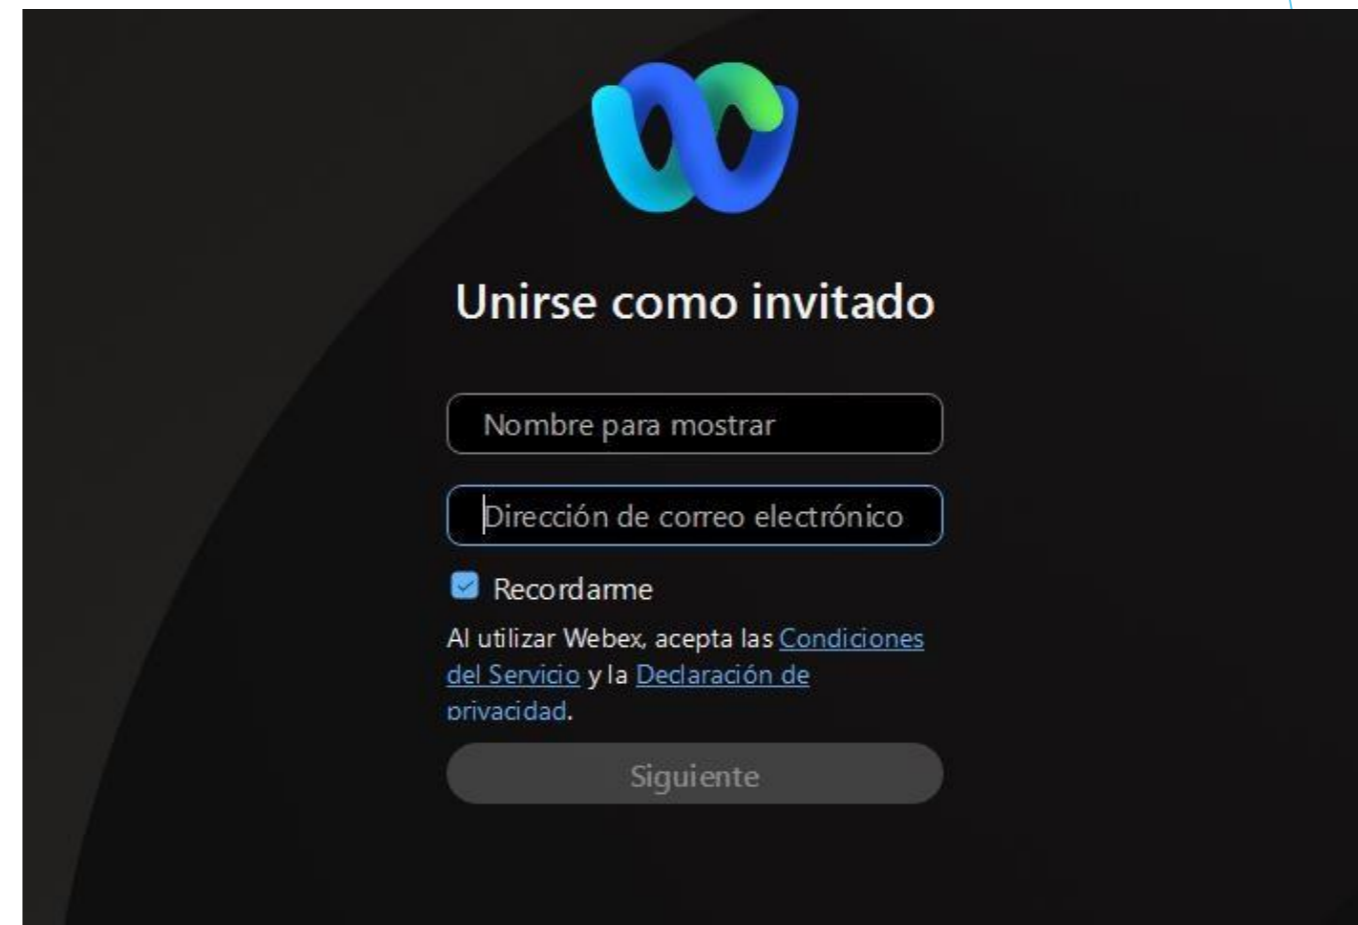 Unirse como invitado
Nombre para mostrar
Dirección de correo electrónico
Recordarme
Al utilizar Webex, acepta las Condiciones
del Servicio y la Declaración de
privacidad.
Siguiente